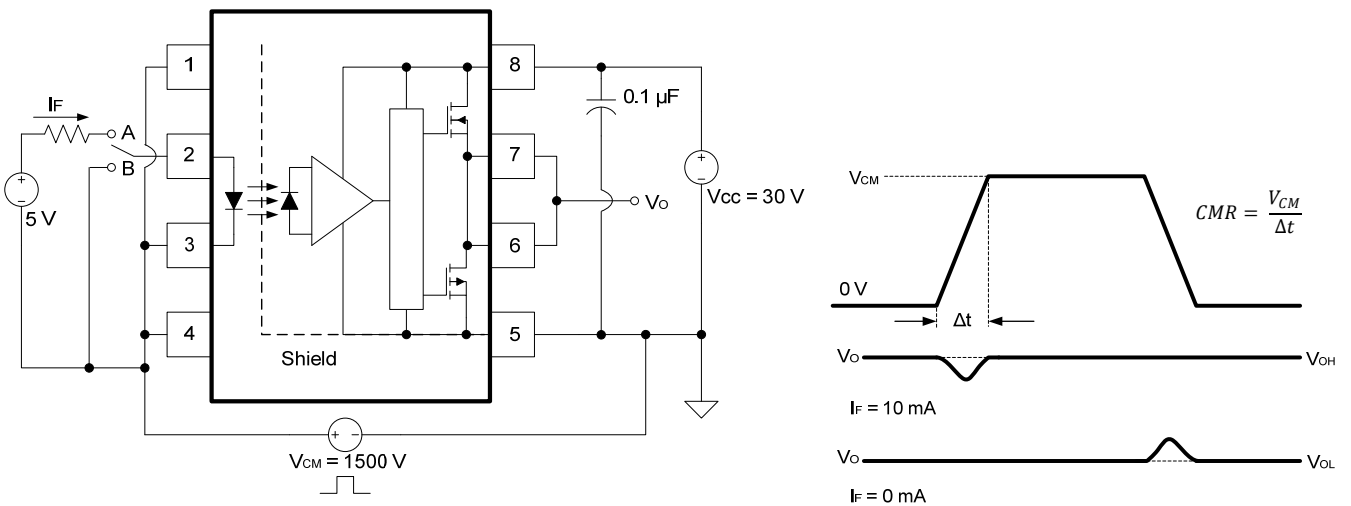 1
8
IF
0.1 µF
A
2
7
B
VCC = 30 V
5 V
VO
3
6
4
5
Shield
VCM = 1500 V
VCM
CMR = VCM / Δt
0 V
Δt
VO
VOH
IF = 10 mA
VO
VOL
IF = 0 mA